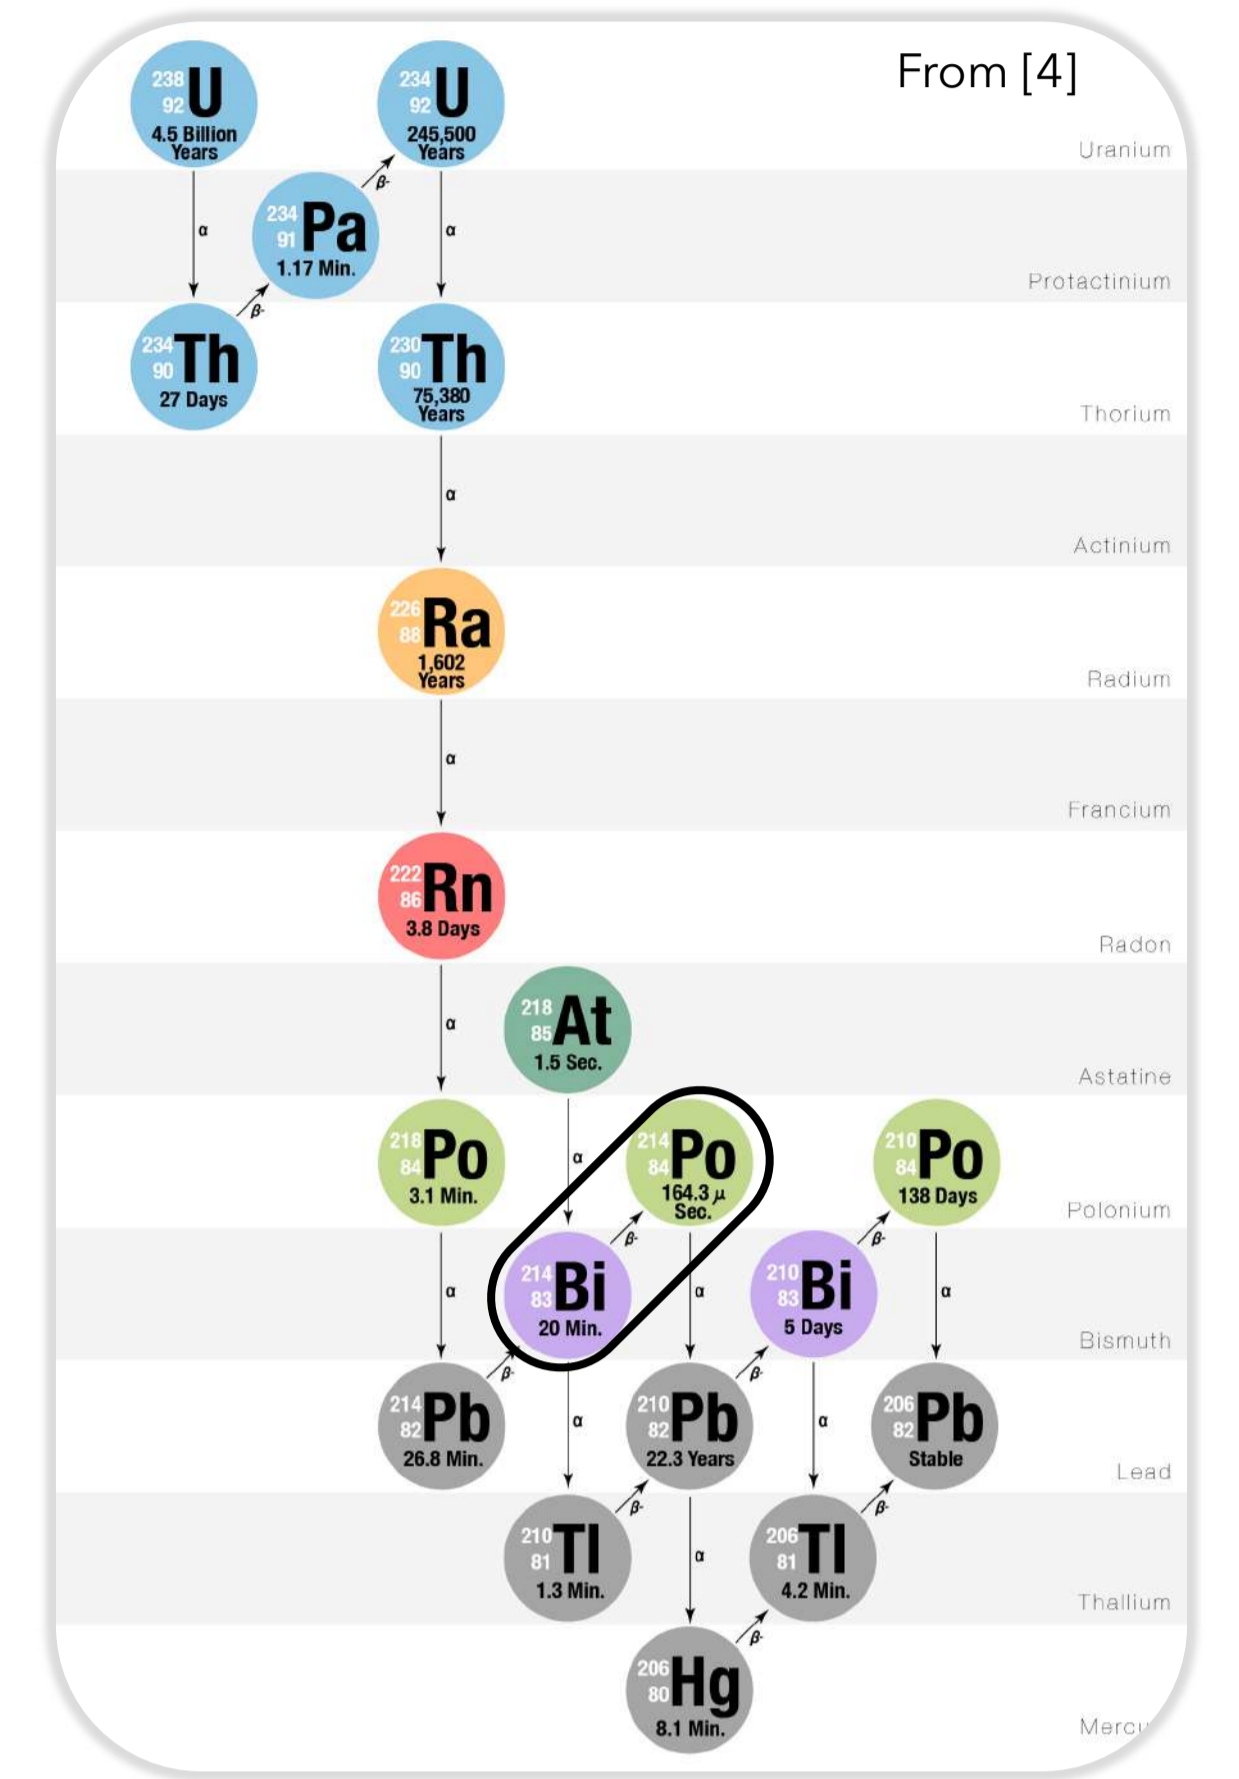 From [4]
238
92
U
4.5 Billion
Years
234
92
U
245,500
Years
Uranium
β-
α
234
91
Pa
1.17 Min.
α
Protactinium
β-
234
90
Th
27 Days
230
90
Th
75,380
Years
Thorium
α
Actinium
226
88
Ra
1,602
Years
Radium
α
Francium
222
86
Rn
3.8 Days
Radon
α
218
85
At
1.5 Sec.
Astatine
218
84
Po
3.1 Min.
α
214
84
Po
164.3 μ
Sec.
210
84
Po
138 Days
Polonium
β-
β-
α
214
83
Bi
20 Min.
α
210
83
Bi
5 Days
α
Bismuth
β-
β-
214
82
Pb
26.8 Min.
α
210
82
Pb
22.3 Years
α
206
82
Pb
Stable
Lead
β-
β-
210
81
Tl
1.3 Min.
α
206
81
Tl
4.2 Min.
Thallium
β-
206
80
Hg
8.1 Min.
Mercu